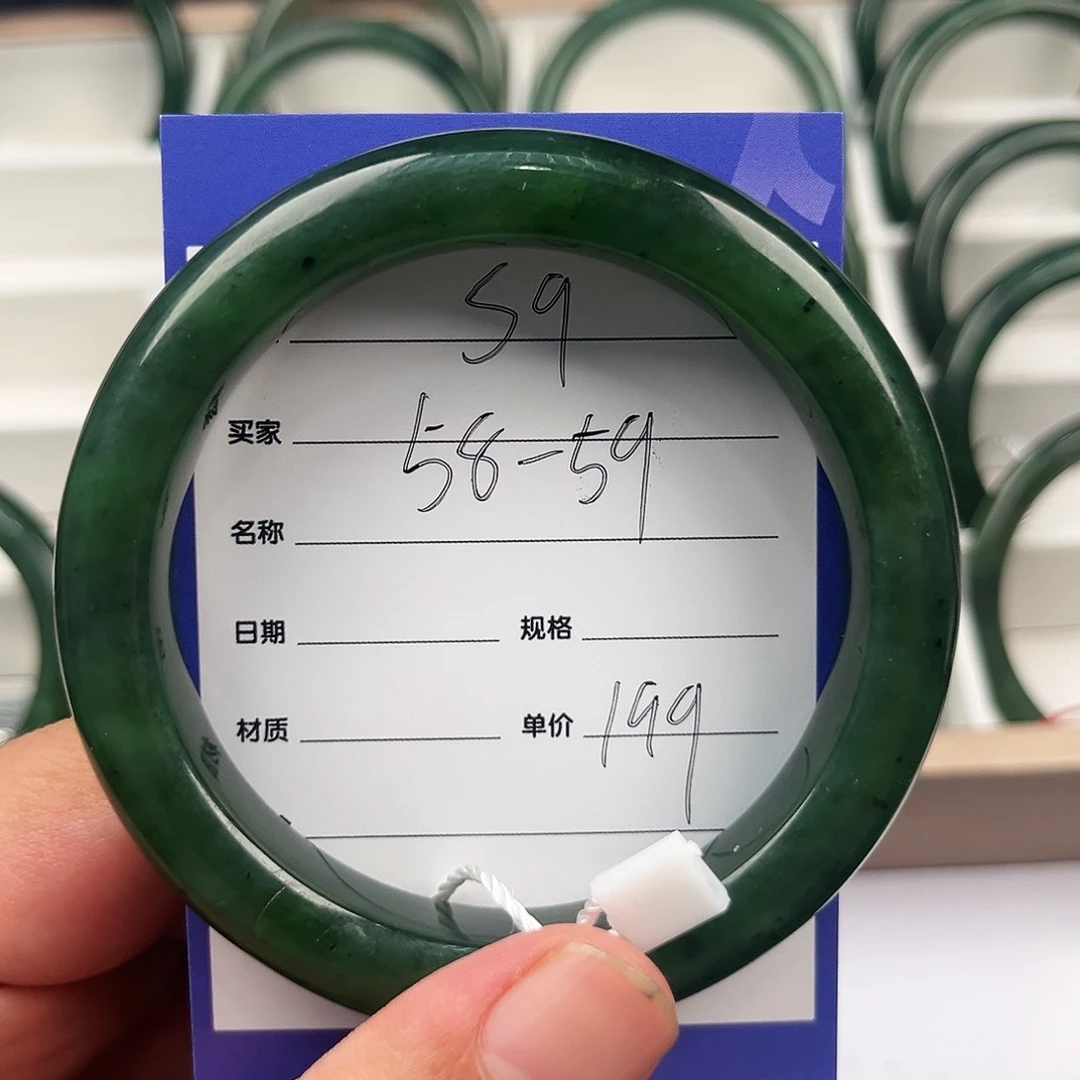 59
买家 58-59
名称
日期 规格
材质 单价 199